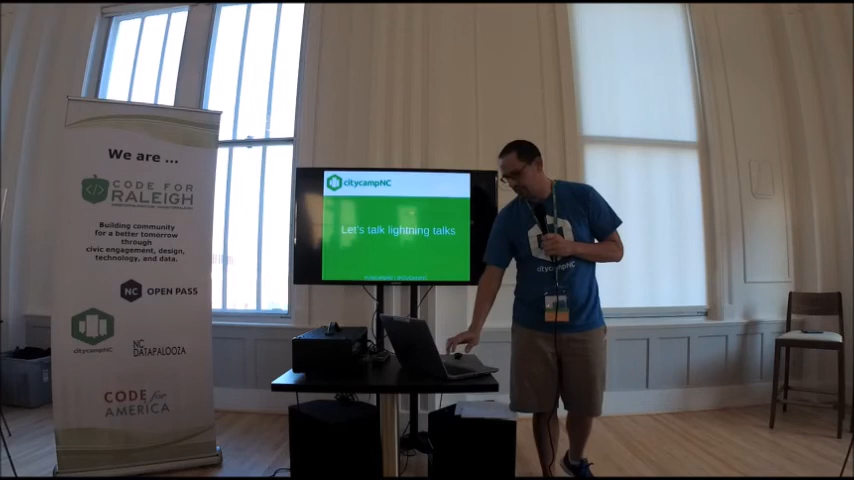 We are ...
CODE FOR
RALEIGH
Building community
for a better tomorrow
through
civic engagement, design,
technology, and data.
NC OPEN PASS
citycampNC
NC
DATAPALOOZA
CODE for
AMERICA
citycampNC
Let's talk lightning talks
citycampNC